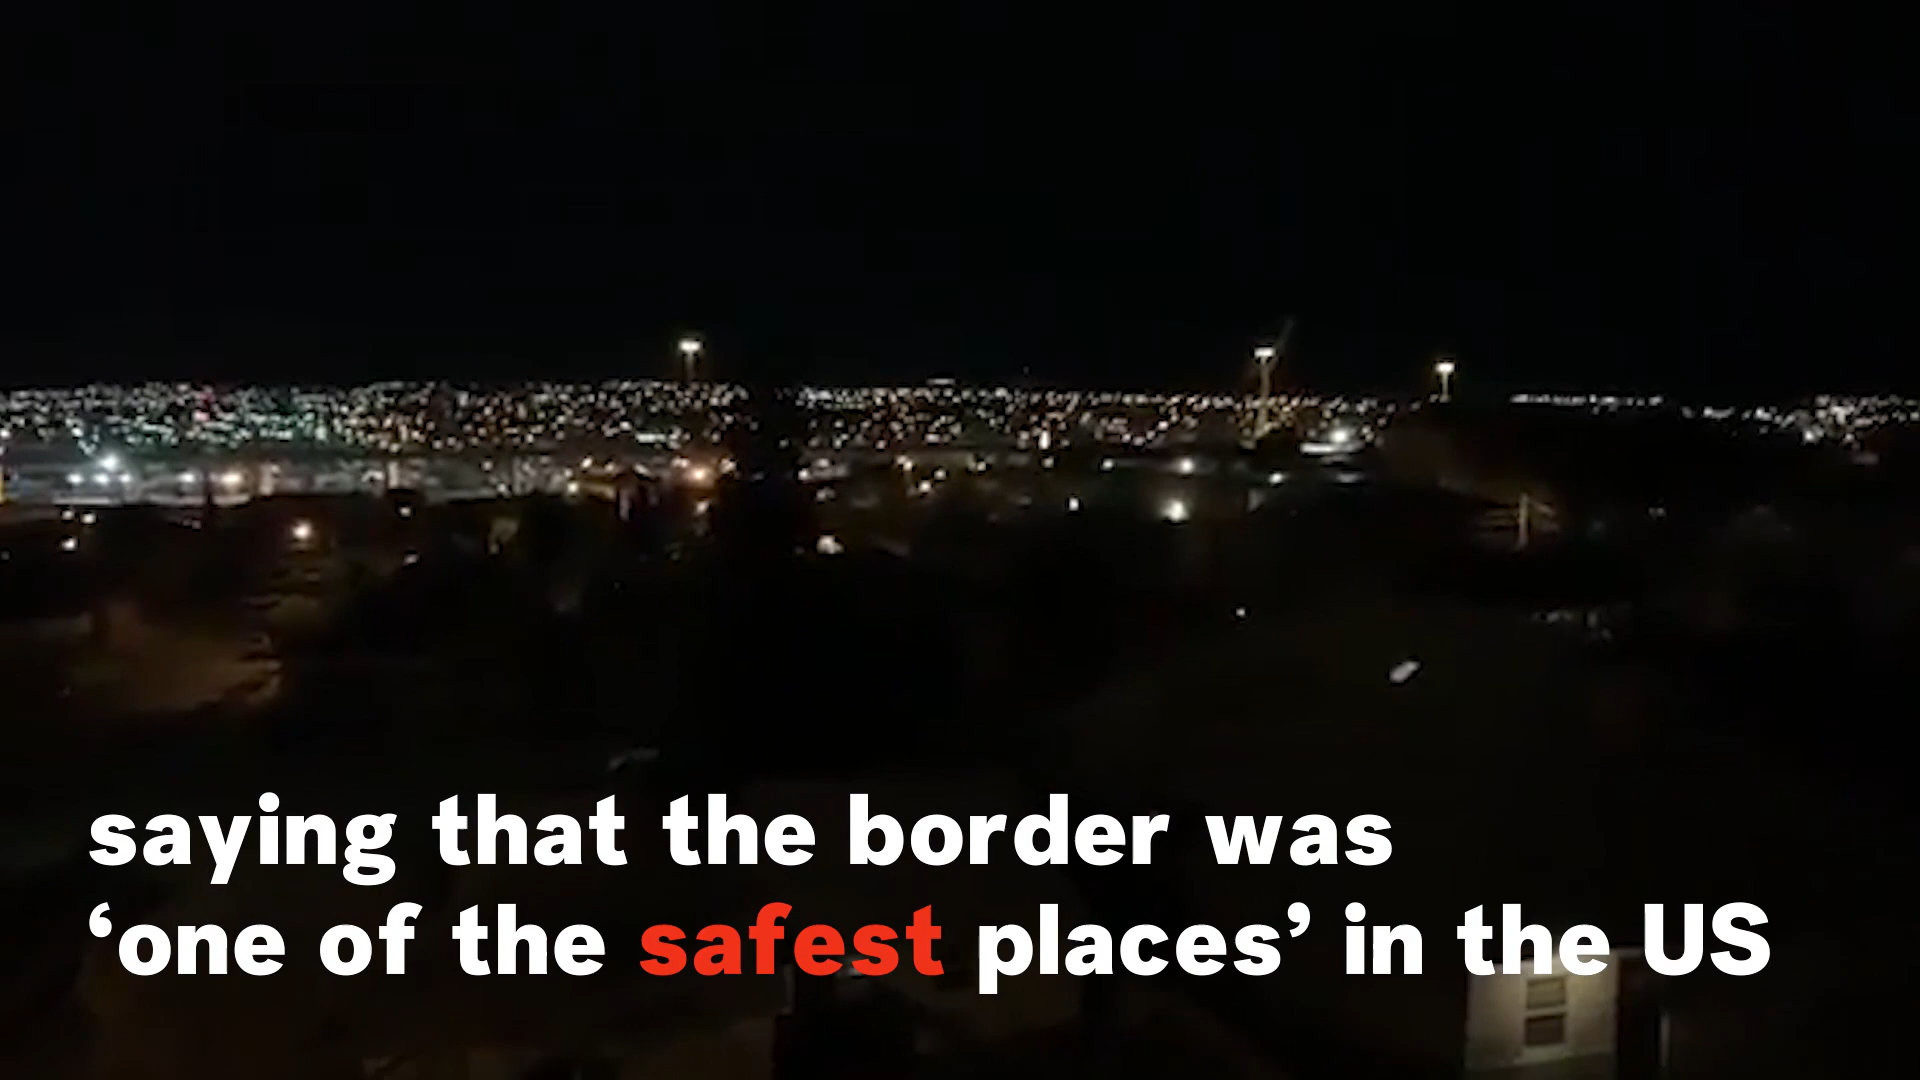 saying that the border was
‘one of the safest places’ in the US